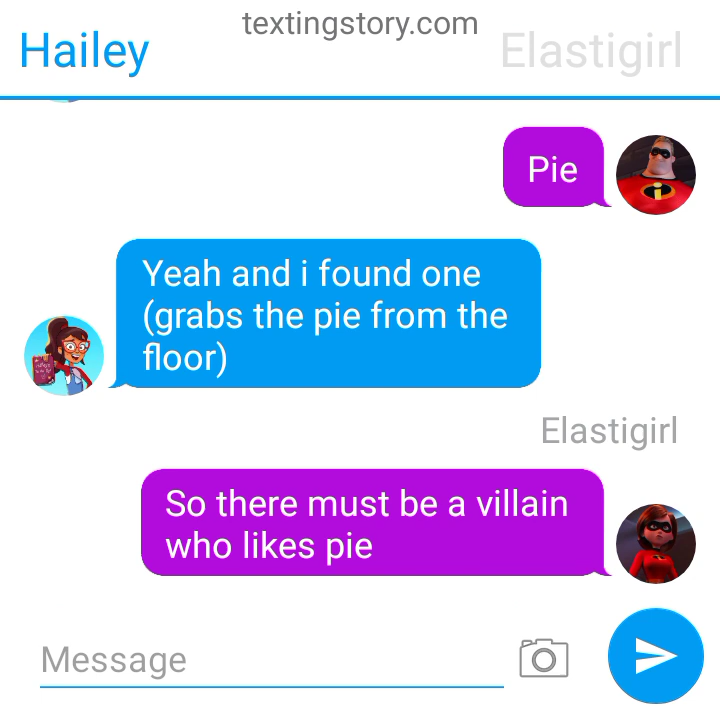 textingstory.com
Hailey
Elastigirl
Pie
Yeah and i found one
(grabs the pie from the
floor)
Elastigirl
So there must be a villain
who likes pie
Message